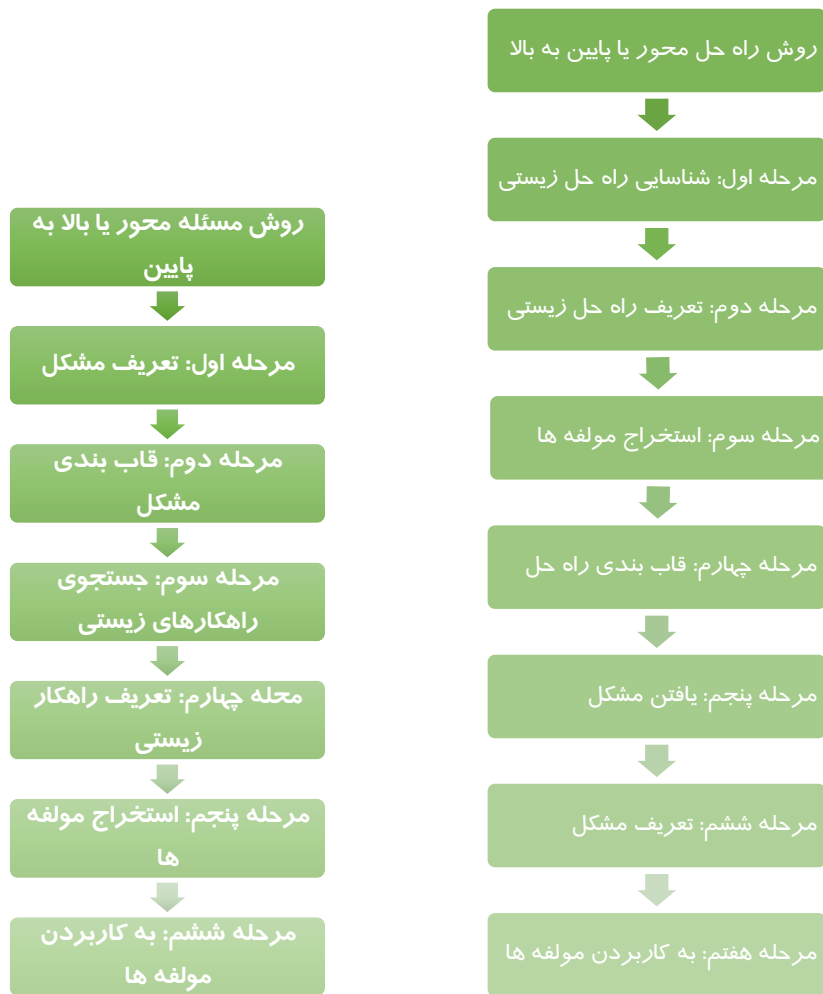 روش راه حل محور یا پایین به بالا
مرحله اول: شناسایی راه حل زیستی
مرحله دوم: تعریف راه حل زیستی
مرحله سوم: استخراج مولفه ها
مرحله چهارم: قاب بندی راه حل
مرحله پنجم: یافتن مشکل
مرحله ششم: تعریف مشکل
مرحله هفتم: به کاربردن مولفه ها
روش مسئله محور یا بالا به
پایین
مرحله اول: تعریف مشکل
مرحله دوم: قاب بندی
مشکل
مرحله سوم: جستجوی
راهکارهای زیستی
محله چهارم: تعریف راهکار
زیستی
مرحله پنجم: استخراج مولفه
ها
مرحله ششم: به کاربردن
مولفه ها